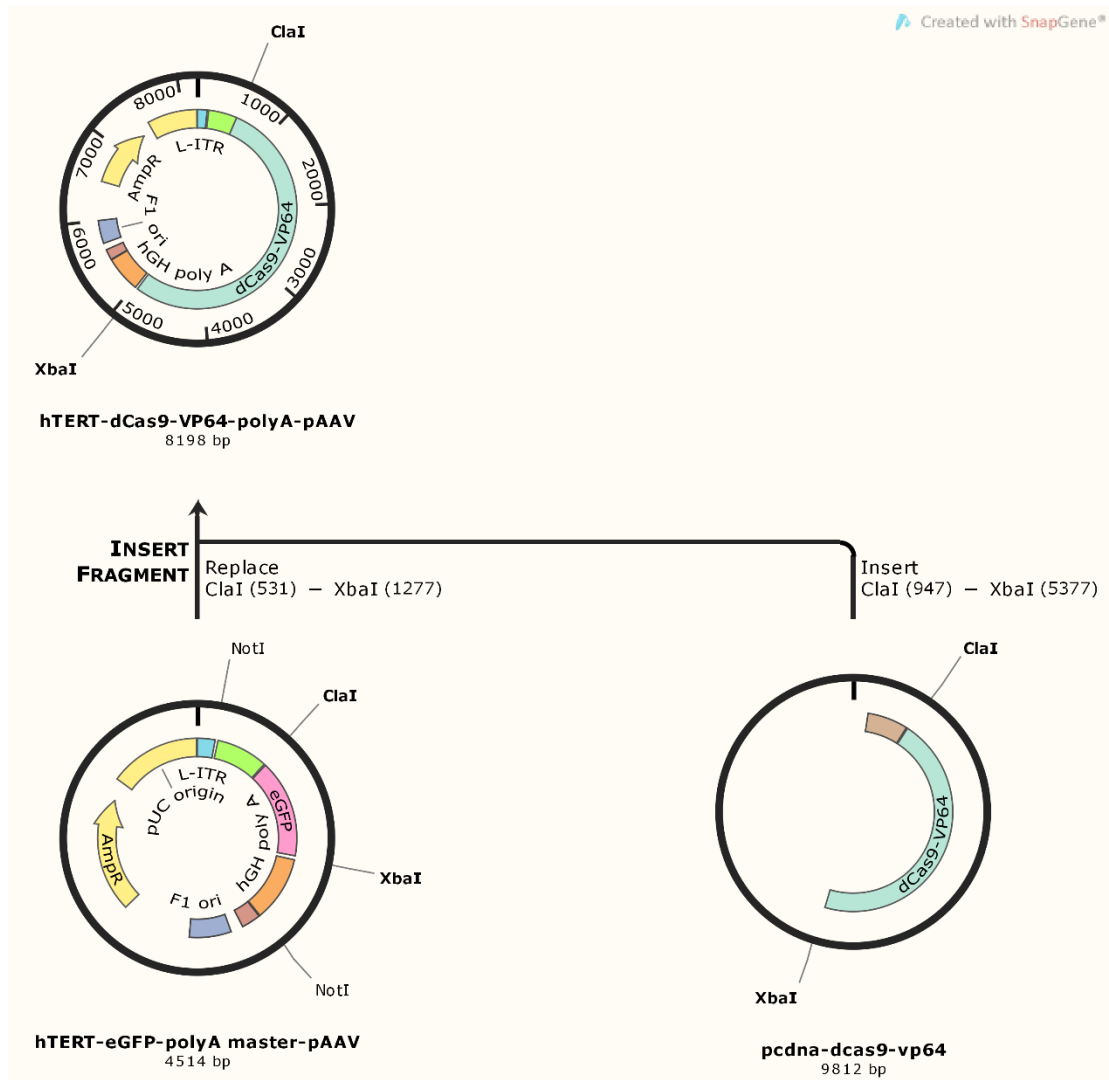 Created with SnapGene®
ClaI
8000
1000
7000
L-ITR
AmpR
2000
F1 ori
dCas9-VP64
6000
hGH poly A
3000
5000
4000
XbaI
hTERT-dCas9-VP64-polyA-pAAV
8198 bp
INSERT
FRAGMENT
Replace
ClaI (531) – XbaI (1277)
Insert
ClaI (947) – XbaI (5377)
NotI
ClaI
L-ITR
pUC origin
eGFP
hGH poly A
AmpR
XbaI
F1 ori
NotI
hTERT-eGFP-polyA master-pAAV
4514 bp
ClaI
dCas9-VP64
XbaI
pcdna-dcas9-vp64
9812 bp